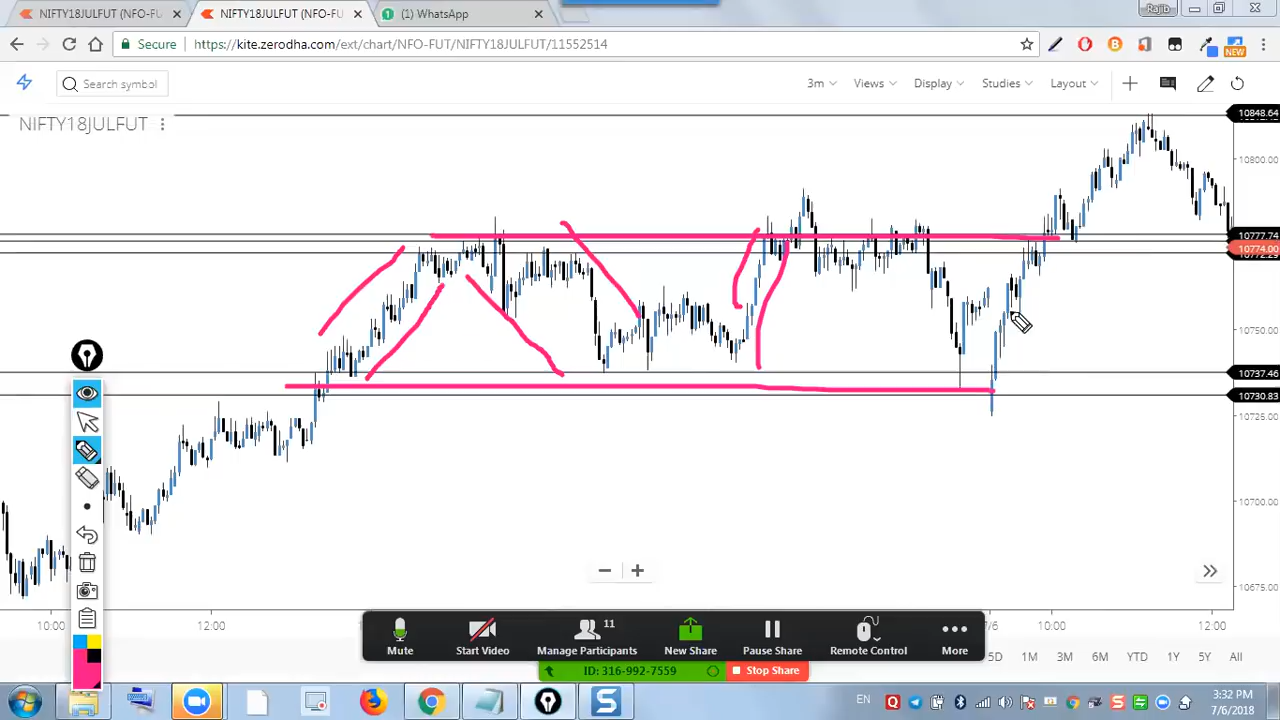 NIFTY18JULFUT (NFO-FU
NIFTY18JULFUT (NFO-FU
(1) WhatsApp
Rajib
Secure
https://kite.zerodha.com/ext/chart/NFO-FUT/NIFTY18JULFUT/11552514
NEW
Search symbol
3m
Views
Display
Studies
Layout
NIFTY18JULFUT
10848.64
10800.00
10777.74
10774.00
10772.29
10750.00
10737.46
10730.83
10725.00
10700.00
10675.00
10:00
12:00
7/6
10:00
12:00
11
Mute
Start Video
Manage Participants
New Share
Pause Share
Remote Control
More
5D
1M
3M
6M
YTD
1Y
5Y
All
ID: 316-992-7559
Stop Share
EN
3:32 PM
7/6/2018